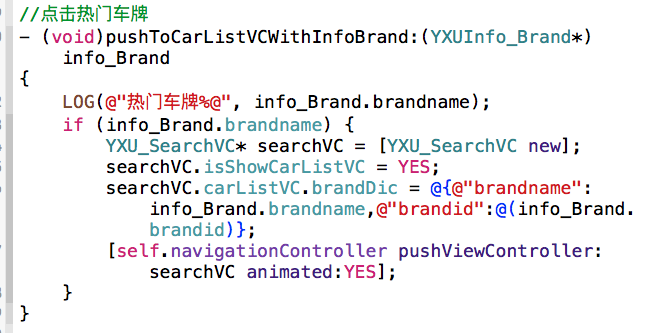 //点击热门车牌
- (void)pushToCarListVCWithInfoBrand:(YXUInfo_Brand*)
info_Brand
{
LOG(@"热门车牌%@", info_Brand.brandname);
if (info_Brand.brandname) {
YXU_SearchVC* searchVC = [YXU_SearchVC new];
searchVC.isShowCarListVC = YES;
searchVC.carListVC.brandDic = @{@"brandname":
info_Brand.brandname,@"brandid":@(info_Brand.
brandid)};
[self.navigationController pushViewController:
searchVC animated:YES];
}
}